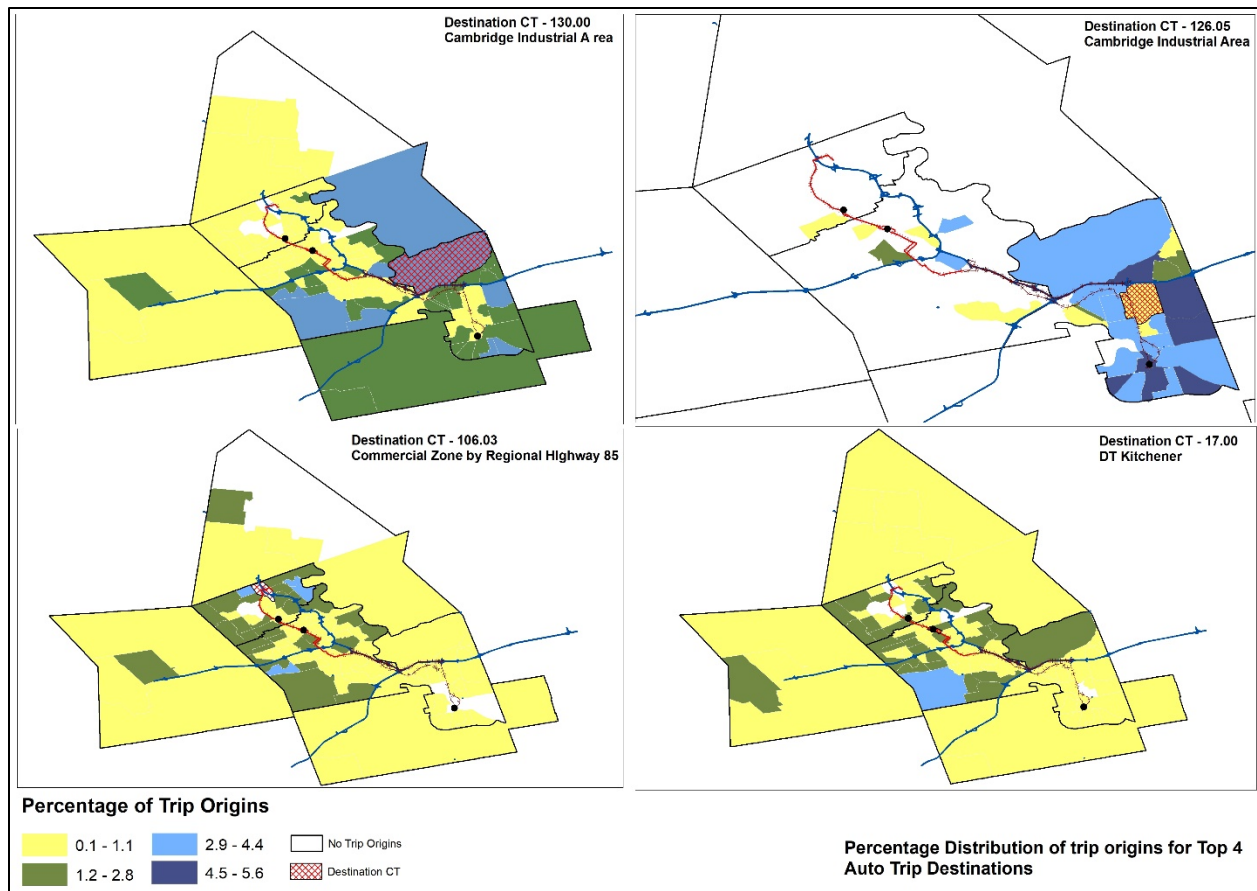 Destination CT - 130.00
Cambridge Industrial A rea
Destination CT - 126.05
Cambridge Industrial Area
Destination CT - 106.03
Commercial Zone by Regional HIghway 85
Destination CT - 17.00
DT Kitchener
Percentage of Trip Origins
0.1 - 1.1
2.9 - 4.4
No Trip Origins
1.2 - 2.8
4.5 - 5.6
Destination CT
Percentage Distribution of trip origins for Top 4
Auto Trip Destinations